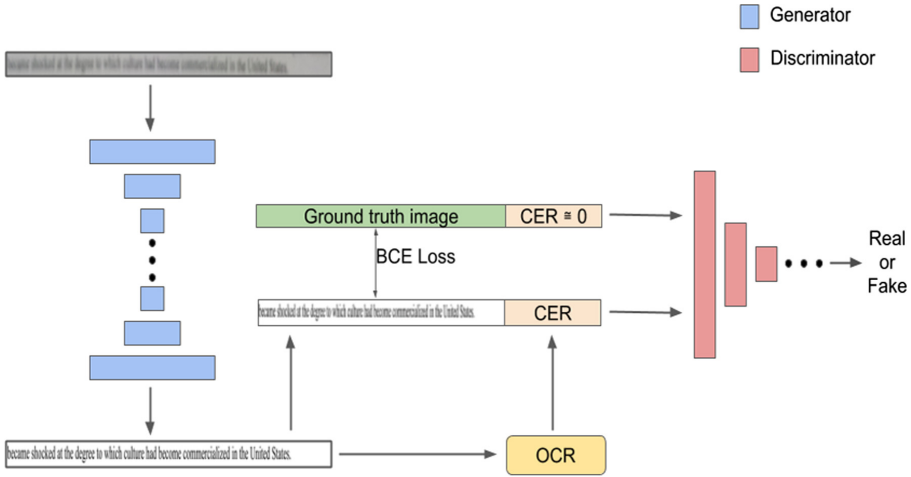 Generator
Discriminator
became shocked at the degree to which culture had become commercialized in the United States.
Ground truth image
CER ≅ 0
BCE Loss
became shocked at the degree to which culture had become commercialized in the United States.
CER
Real
or
Fake
became shocked at the degree to which culture had become commercialized in the United States.
OCR